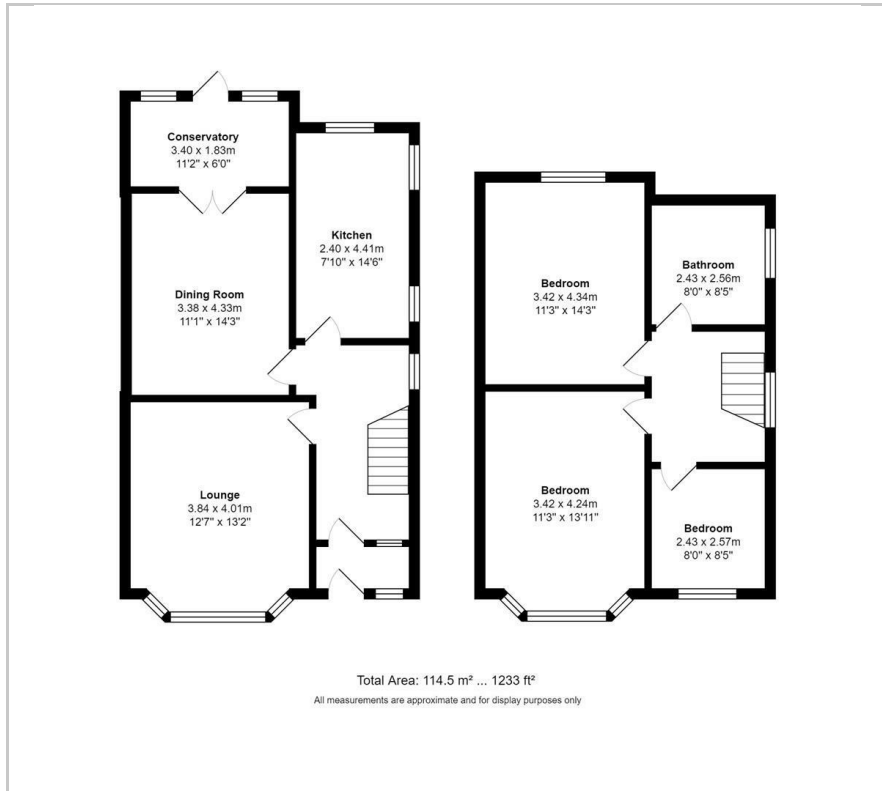 Conservatory
3.40 x 1.83m
11'2" x 6'0"
Kitchen
2.40 x 4.41m
7'10" x 14'6"
Dining Room
3.38 x 4.33m
11'1" x 14'3"
Lounge
3.84 x 4.01m
12'7" x 13'2"
Bedroom
3.42 x 4.34m
11'3" x 14'3"
Bathroom
2.43 x 2.56m
8'0" x 8'5"
Bedroom
3.42 x 4.24m
11'3" x 13'11"
Bedroom
2.43 x 2.57m
8'0" x 8'5"
Total Area: 114.5 m² ... 1233 ft²
All measurements are approximate and for display purposes only